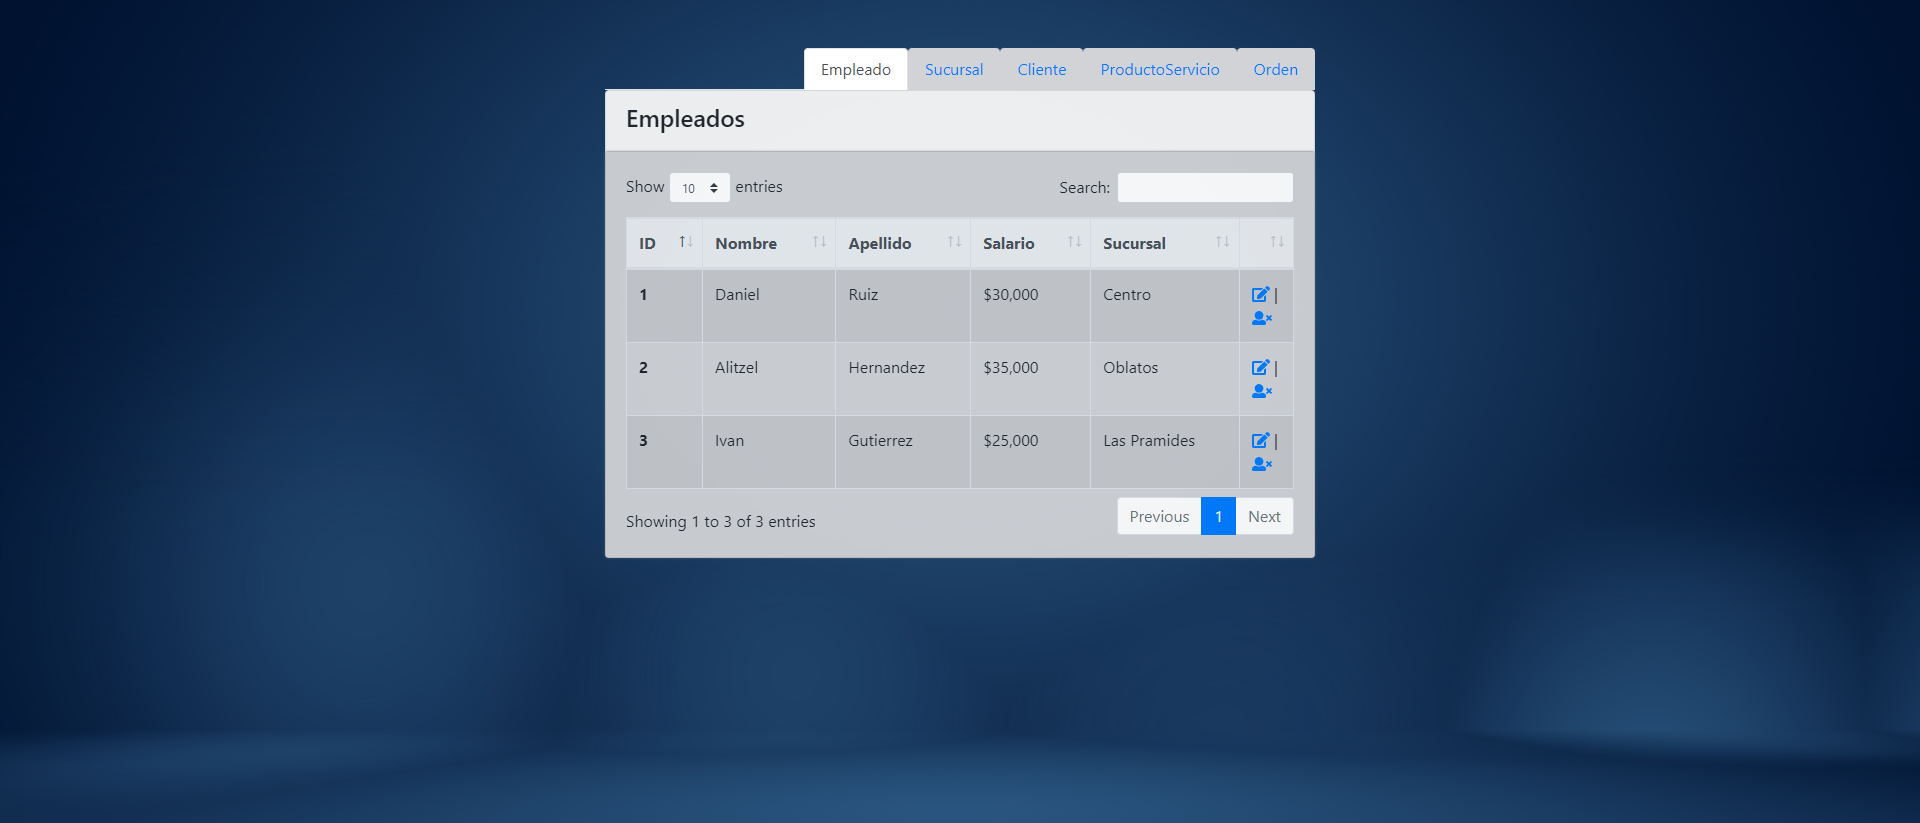 Empleado Sucursal Cliente ProductoServicio Orden
Empleados
Show 10 entries Search:
ID Nombre Apellido Salario Sucursal
1 Daniel Ruiz $30,000 Centro |
2 Alitzel Hernandez $35,000 Oblatos |
3 Ivan Gutierrez $25,000 Las Pramides |
Showing 1 to 3 of 3 entries Previous 1 Next